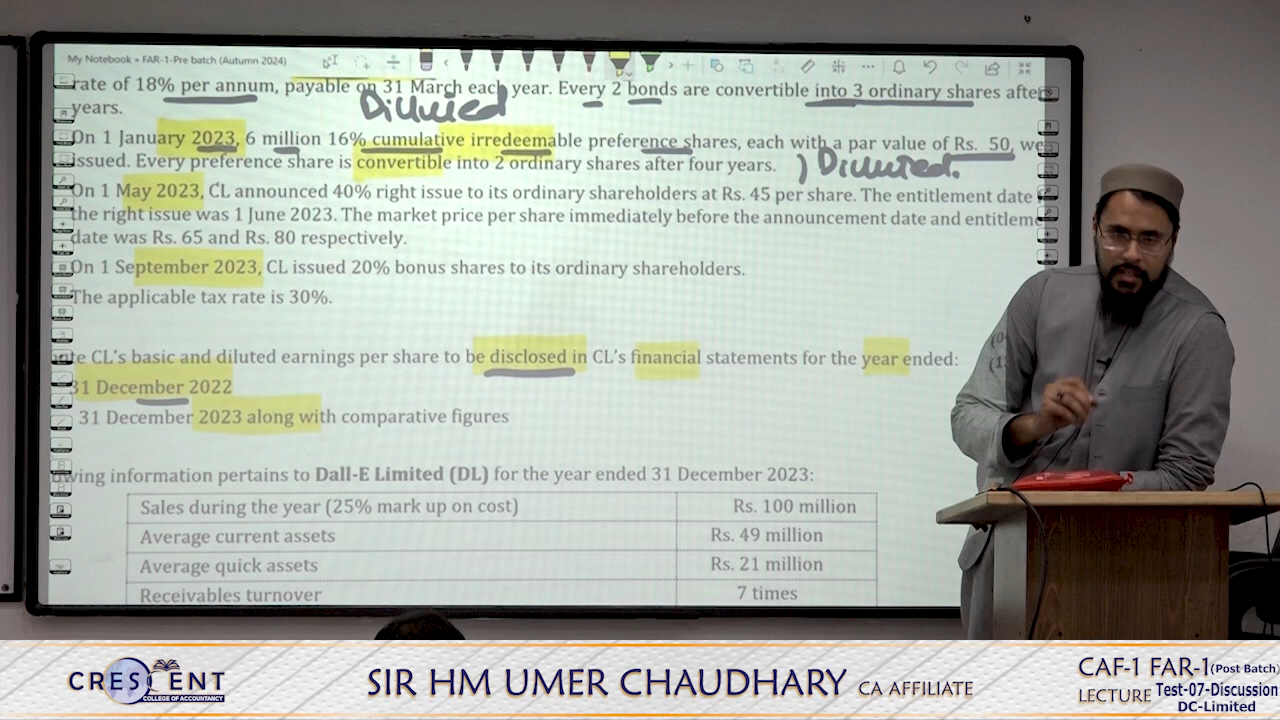 My Notebook » FAR-1-Pre batch (Autumn 2024)
rate of 18% per annum, payable on 31 March each year. Every 2 bonds are convertible into 3 ordinary shares after
years.
Diluted
On 1 January 2023, 6 million 16% cumulative irredeemable preference shares, each with a par value of Rs. 50, we
issued. Every preference share is convertible into 2 ordinary shares after four years. ) Diluted.
On 1 May 2023, CL announced 40% right issue to its ordinary shareholders at Rs. 45 per share. The entitlement date
the right issue was 1 June 2023. The market price per share immediately before the announcement date and entitleme
date was Rs. 65 and Rs. 80 respectively.
On 1 September 2023, CL issued 20% bonus shares to its ordinary shareholders.
The applicable tax rate is 30%.
CL's basic and diluted earnings per share to be disclosed in CL's financial statements for the year ended:
31 December 2022
31 December 2023 along with comparative figures
owing information pertains to Dall-E Limited (DL) for the year ended 31 December 2023:
Sales during the year (25% mark up on cost) Rs. 100 million
Average current assets Rs. 49 million
Average quick assets Rs. 21 million
Receivables turnover 7 times
CRESCENT
COLLEGE OF ACCOUNTANCY
SIR HM UMER CHAUDHARY CA AFFILIATE
CAF-1 FAR-1 (Post Batch)
LECTURE Test-07-Discussion
DC-Limited